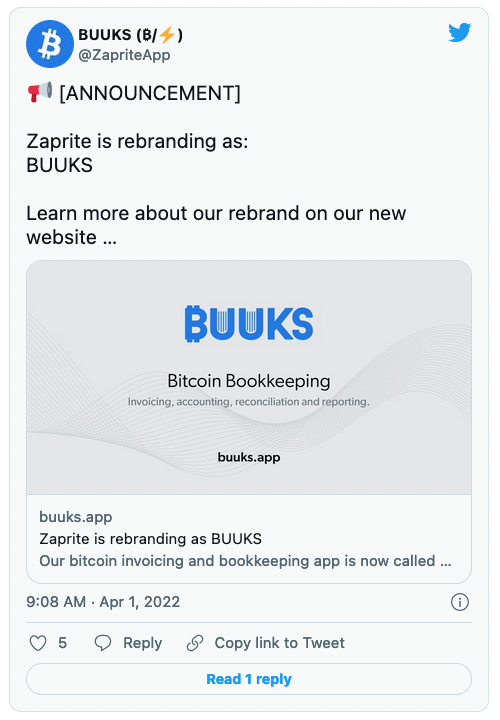 BUUKS (₿/⚡)
@ZapriteApp
📢 [ANNOUNCEMENT]
Zaprite is rebranding as:
BUUKS
Learn more about our rebrand on our new
website ...
₿UUKS
Bitcoin Bookkeeping
Invoicing, accounting, reconciliation and reporting.
buuks.app
buuks.app
Zaprite is rebranding as BUUKS
Our bitcoin invoicing and bookkeeping app is now called ...
9:08 AM · Apr 1, 2022
5 Reply Copy link to Tweet
Read 1 reply